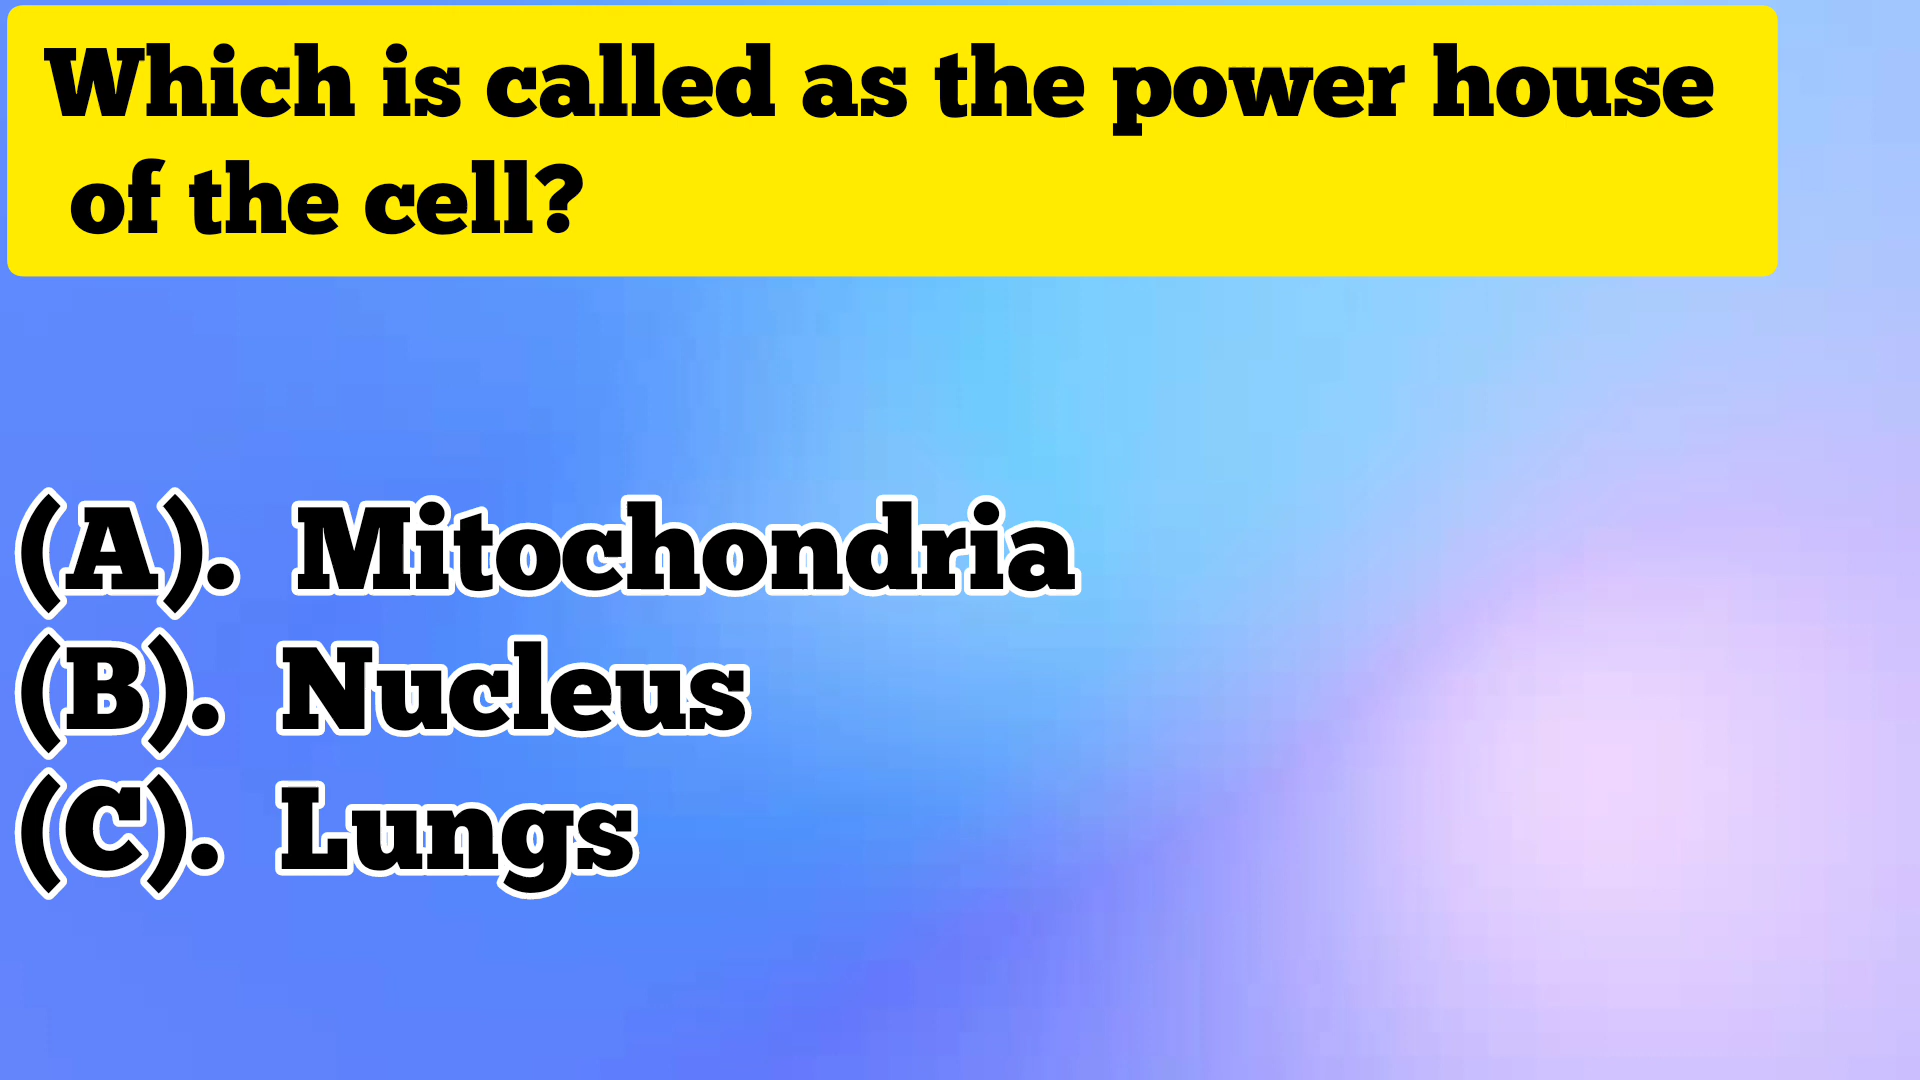 Which is called as the power house
of the cell?
(A). Mitochondria
(B). Nucleus
(C). Lungs